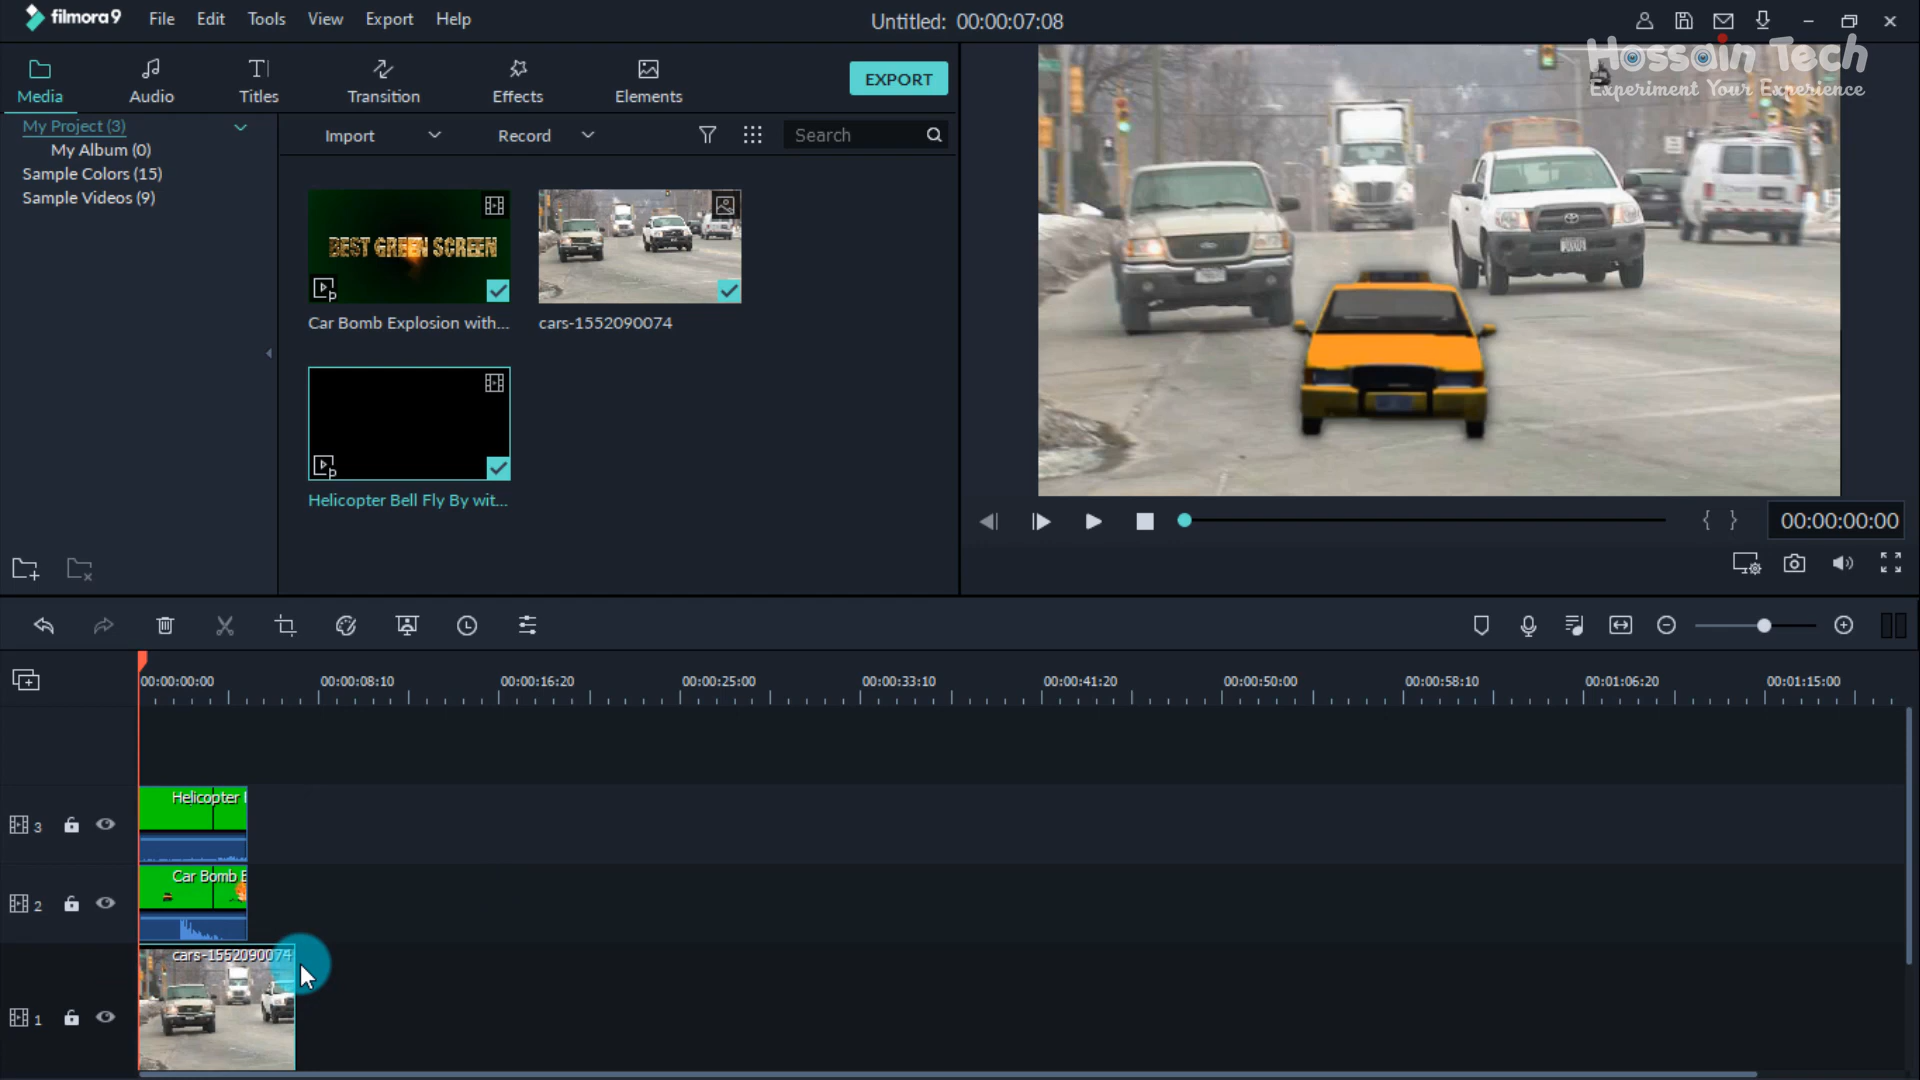 filmora9 File Edit Tools View Export Help Untitled: 00:00:07:08
Hossain Tech
Experiment Your Experience
Media Audio Titles Transition Effects Elements EXPORT
My Project (3)
My Album (0)
Sample Colors (15)
Sample Videos (9)
Import Record Search
BEST GREEN SCREEN
Car Bomb Explosion with... cars-1552090074
Helicopter Bell Fly By wit...
00:00:00:00
00:00:00:00 00:00:08:10 00:00:16:20 00:00:25:00 00:00:33:10 00:00:41:20 00:00:50:00 00:00:58:10 00:01:06:20 00:01:15:00
Helicopter
3
Car Bomb E
2
cars-1552090074
1